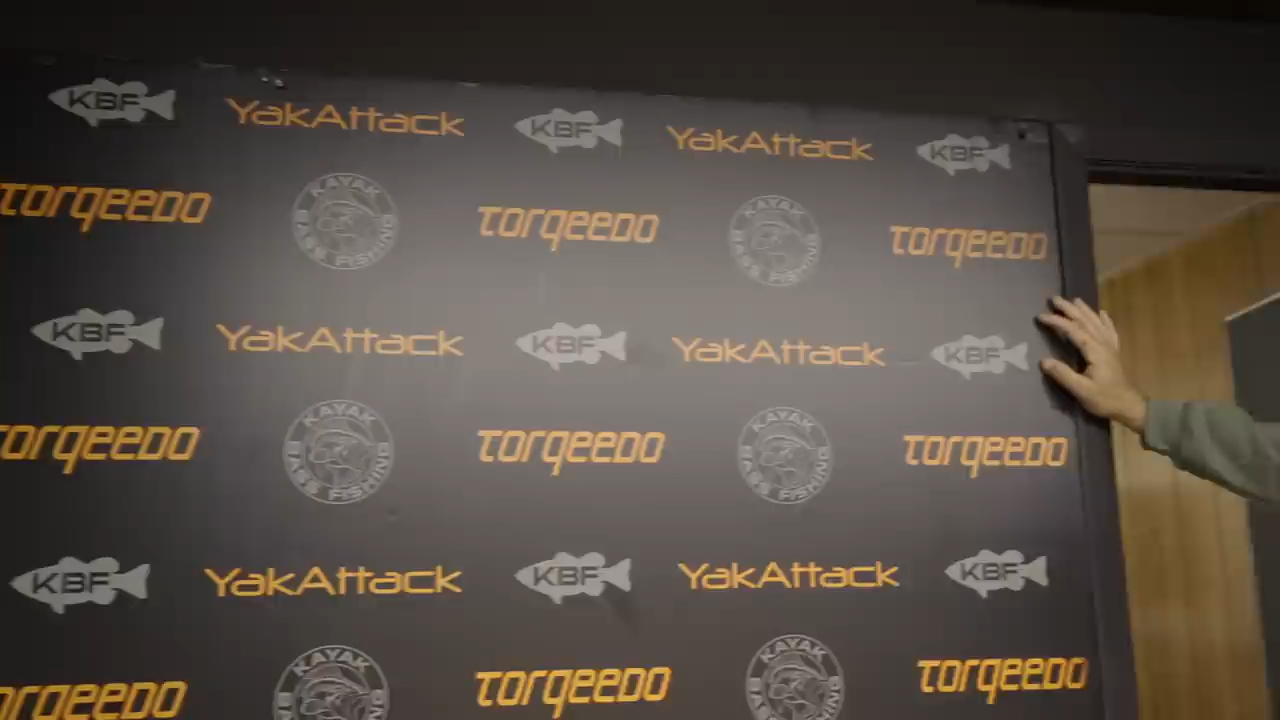 KBF YakAttack KBF YakAttack KBF
TORQEEDO KAYAK BASS FISHING TORQEEDO KAYAK BASS FISHING TORQEEDO
KBF YakAttack KBF YakAttack KBF
TORQEEDO KAYAK BASS FISHING TORQEEDO KAYAK BASS FISHING TORQEEDO
KBF YakAttack KBF YakAttack KBF
TORQEEDO KAYAK TORQEEDO KAYAK TORQEEDO